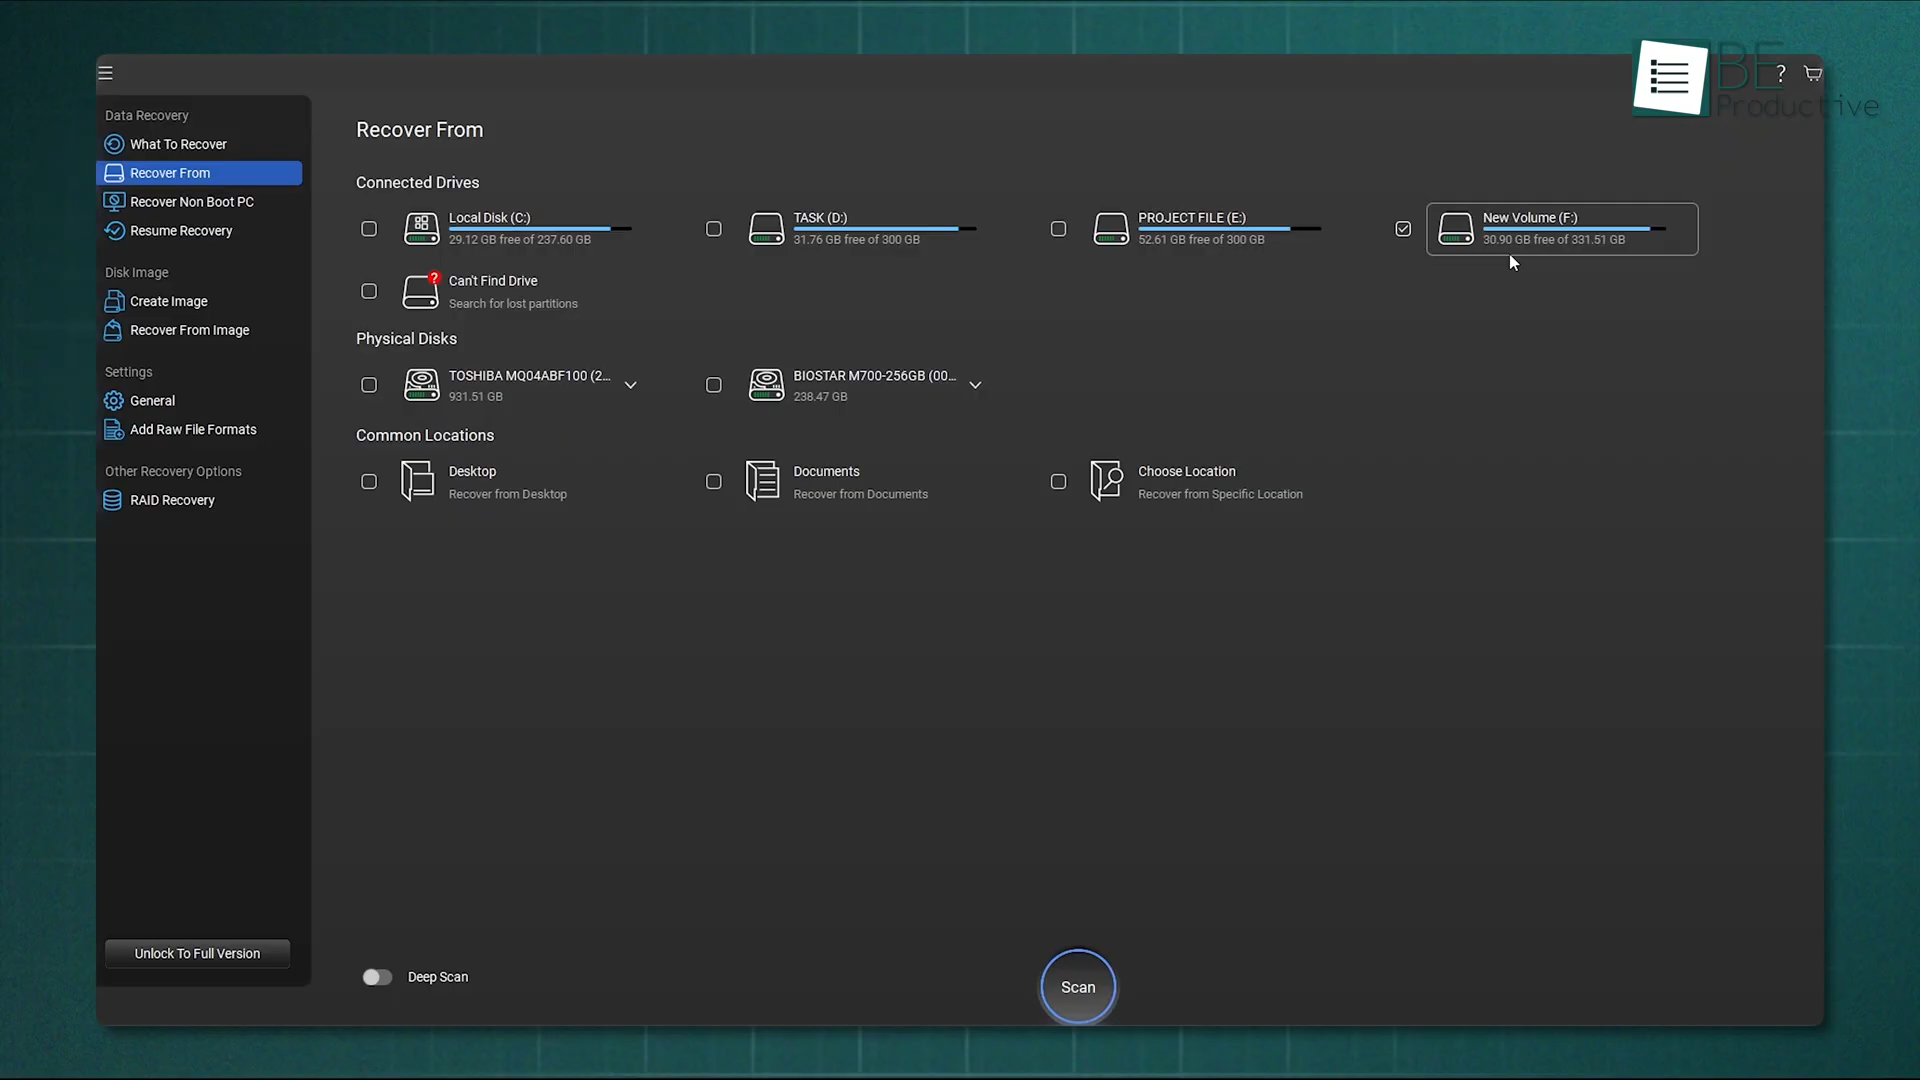 BE
Productive
?
Data Recovery
What To Recover
Recover From
Recover Non Boot PC
Resume Recovery
Disk Image
Create Image
Recover From Image
Settings
General
Add Raw File Formats
Other Recovery Options
RAID Recovery
Unlock To Full Version
Recover From
Connected Drives
Local Disk (C:)
29.12 GB free of 237.60 GB
TASK (D:)
31.76 GB free of 300 GB
PROJECT FILE (E:)
52.61 GB free of 300 GB
New Volume (F:)
30.90 GB free of 331.51 GB
?
Can't Find Drive
Search for lost partitions
Physical Disks
TOSHIBA MQ04ABF100 (2...
931.51 GB
BIOSTAR M700-256GB (00...
238.47 GB
Common Locations
Desktop
Recover from Desktop
Documents
Recover from Documents
Choose Location
Recover from Specific Location
Deep Scan
Scan